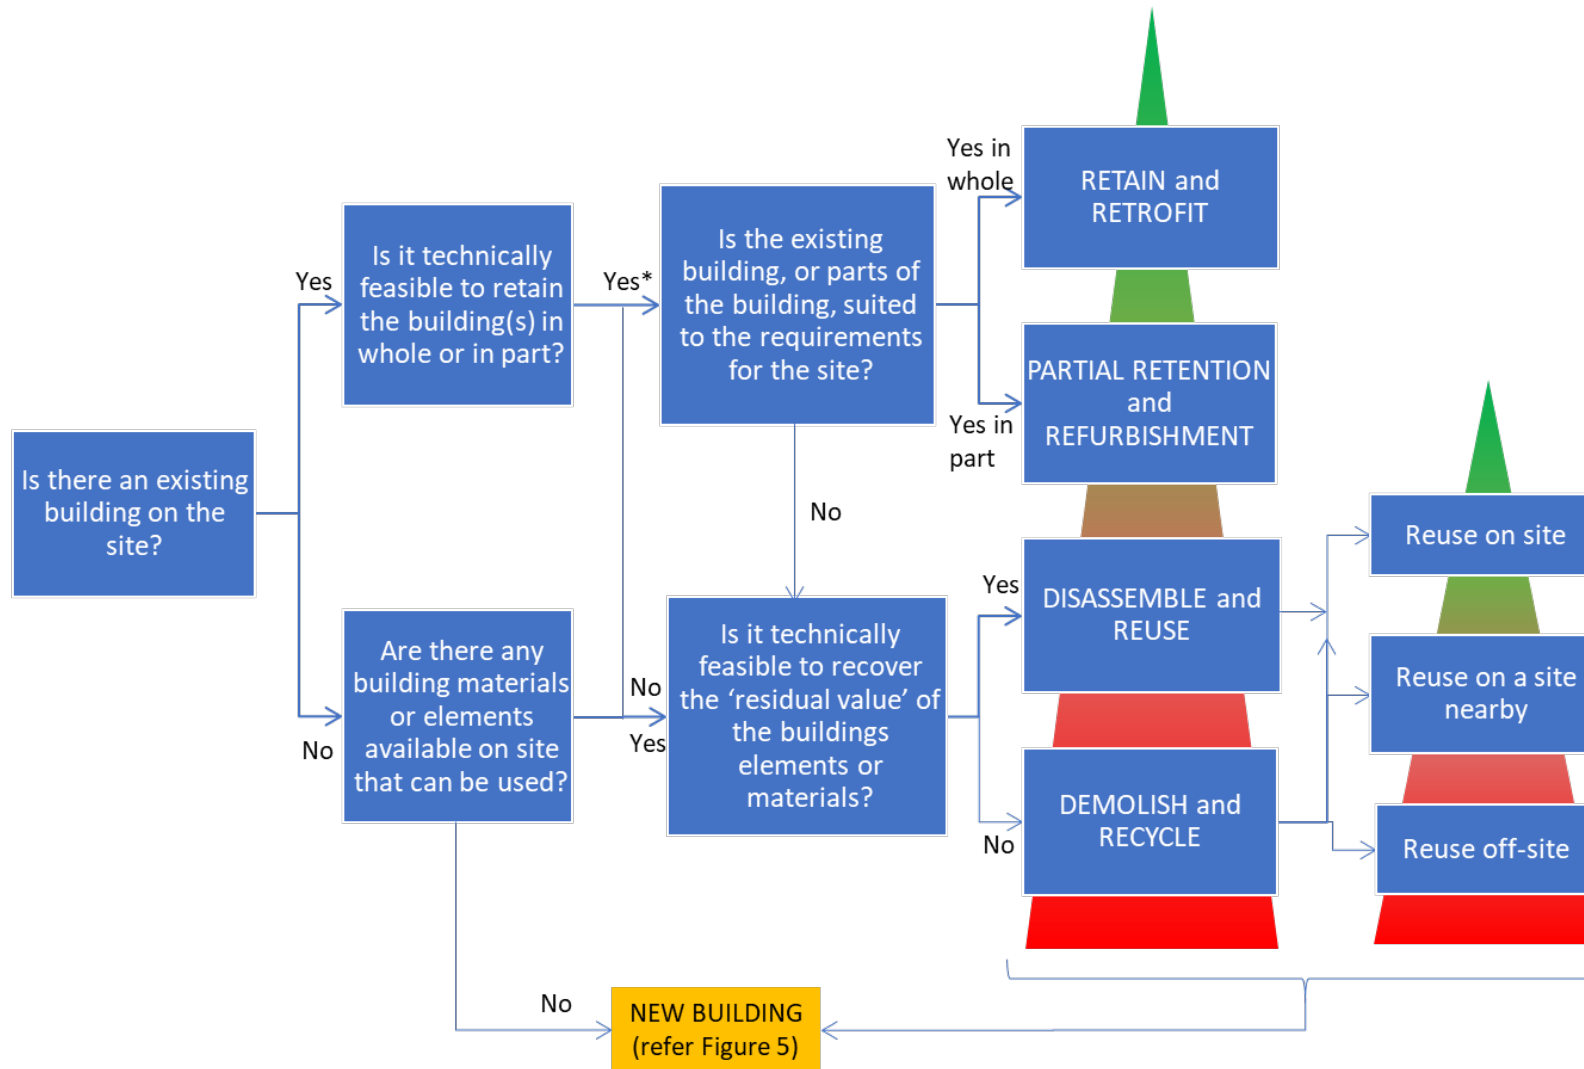 Is there an existing
building on the
site?
Yes
No
Is it technically
feasible to retain
the building(s) in
whole or in part?
Are there any
building materials
or elements
available on site
that can be used?
Yes*
No
Yes
No
Is the existing
building, or parts of
the building, suited
to the requirements
for the site?
No
Is it technically
feasible to recover
the ‘residual value’ of
the buildings
elements or
materials?
Yes in
whole
Yes in
part
Yes
No
RETAIN and
RETROFIT
PARTIAL RETENTION
and
REFURBISHMENT
DISASSEMBLE and
REUSE
DEMOLISH and
RECYCLE
Reuse on site
Reuse on a site
nearby
Reuse off-site
NEW BUILDING
(refer Figure 5)